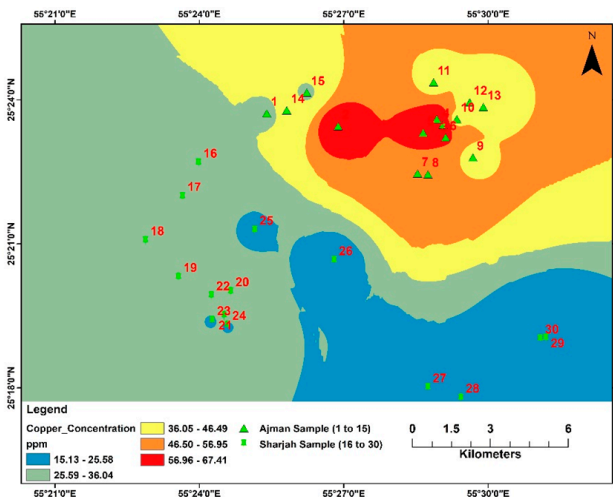 55°21'0"E 55°24'0"E 55°27'0"E 55°30'0"E
N
25°24'0"N
25°21'0"N
25°18'0"N
11
15
12 13
1 14
10
6
9
16
7 8
17
25
18
26
19
22 20
23 24
21
30
29
27
28
Legend
Copper_Concentration
ppm
15.13 - 25.58
25.59 - 36.04
36.05 - 46.49
46.50 - 56.95
56.96 - 67.41
Ajman Sample (1 to 15)
Sharjah Sample (16 to 30)
0 1.5 3 6
Kilometers
55°21'0"E 55°24'0"E 55°27'0"E 55°30'0"E